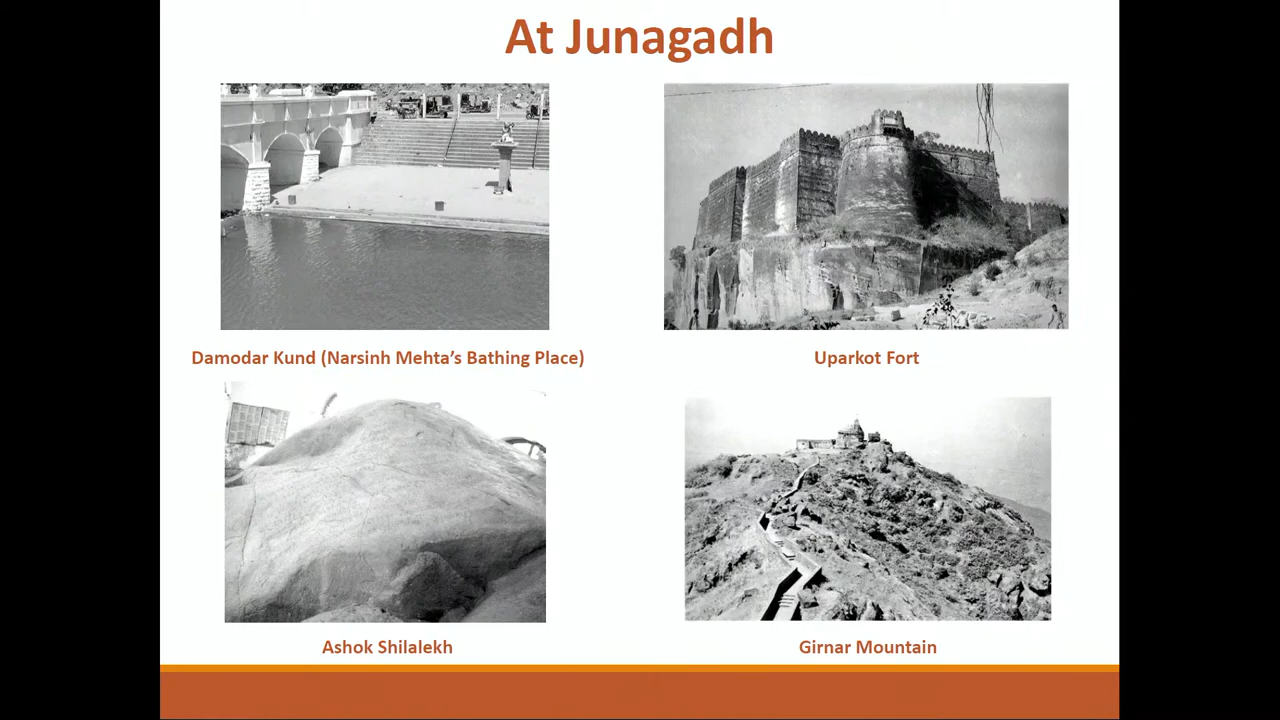 At Junagadh
Damodar Kund (Narsinh Mehta’s Bathing Place)
Uparkot Fort
Ashok Shilalekh
Girnar Mountain